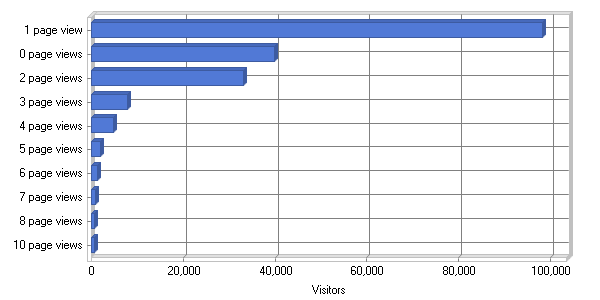 1 page view
0 page views
2 page views
3 page views
4 page views
5 page views
6 page views
7 page views
8 page views
10 page views
0 20,000 40,000 60,000 80,000 100,000
Visitors